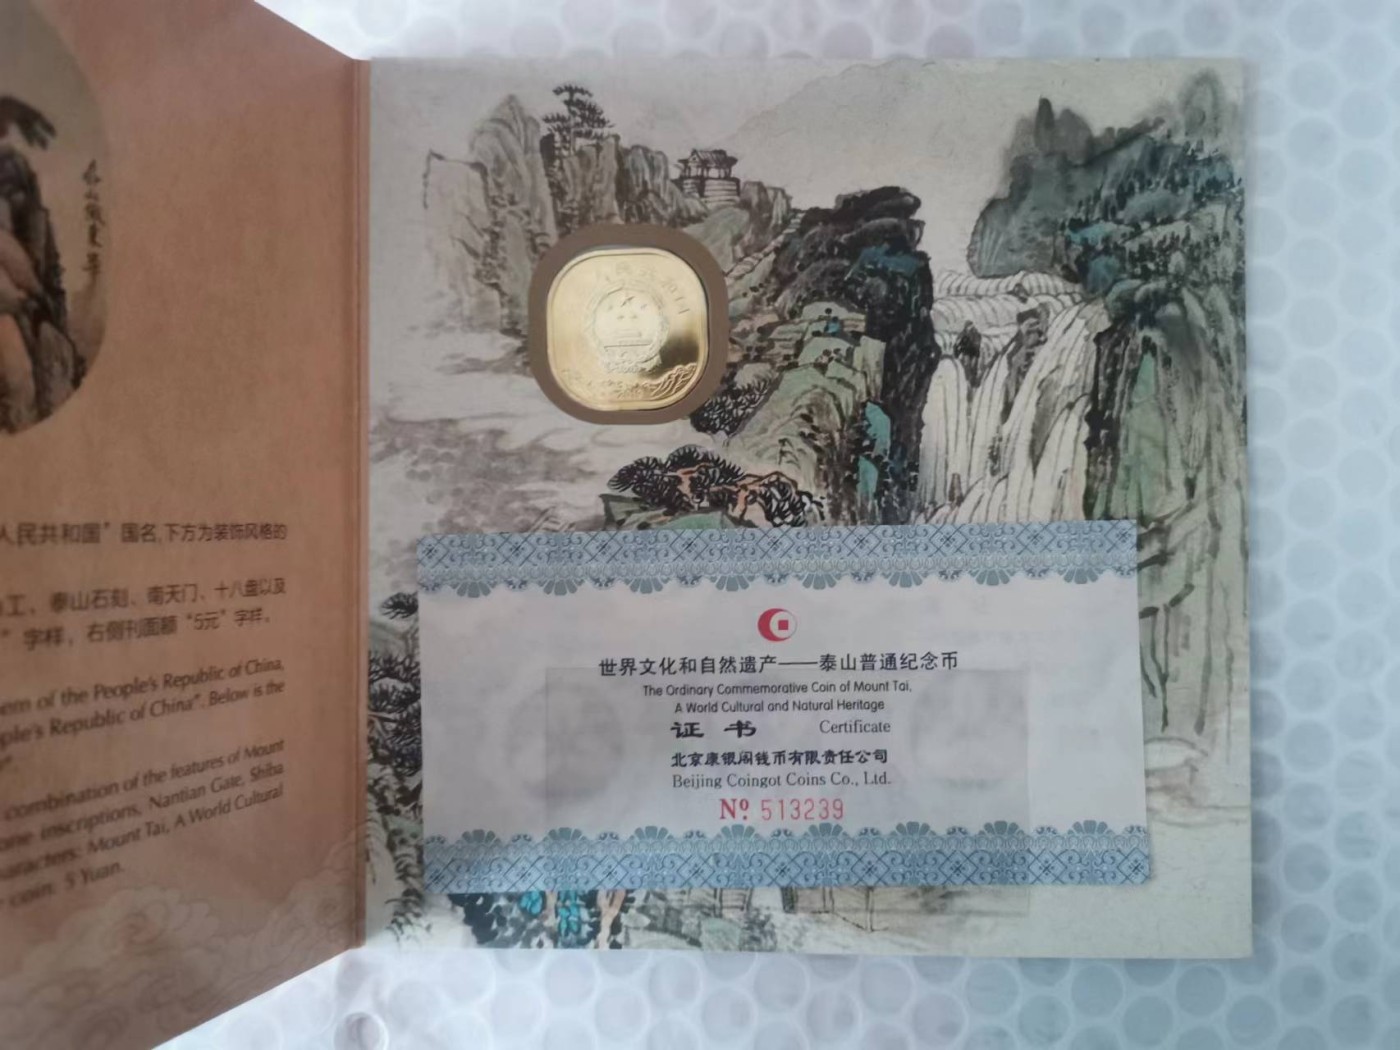 泰山
人民共和国”国名，下方为装饰风格的
工、泰山石刻、南天门、十八盘以及
”字样，右侧刊面额“5元”字样。
of the People's Republic of China,
Republic of China". Below is the
combination of the features of Mount
inscriptions, Nantian Gate, Shiba
Mount Tai, A World Cultural
coin: 5 Yuan.
世界文化和自然遗产——泰山普通纪念币
The Ordinary Commemorative Coin of Mount Tai,
A World Cultural and Natural Heritage
证书 Certificate
北京康银阁钱币有限责任公司
Beijing Coingot Coins Co., Ltd.
Nº 513239